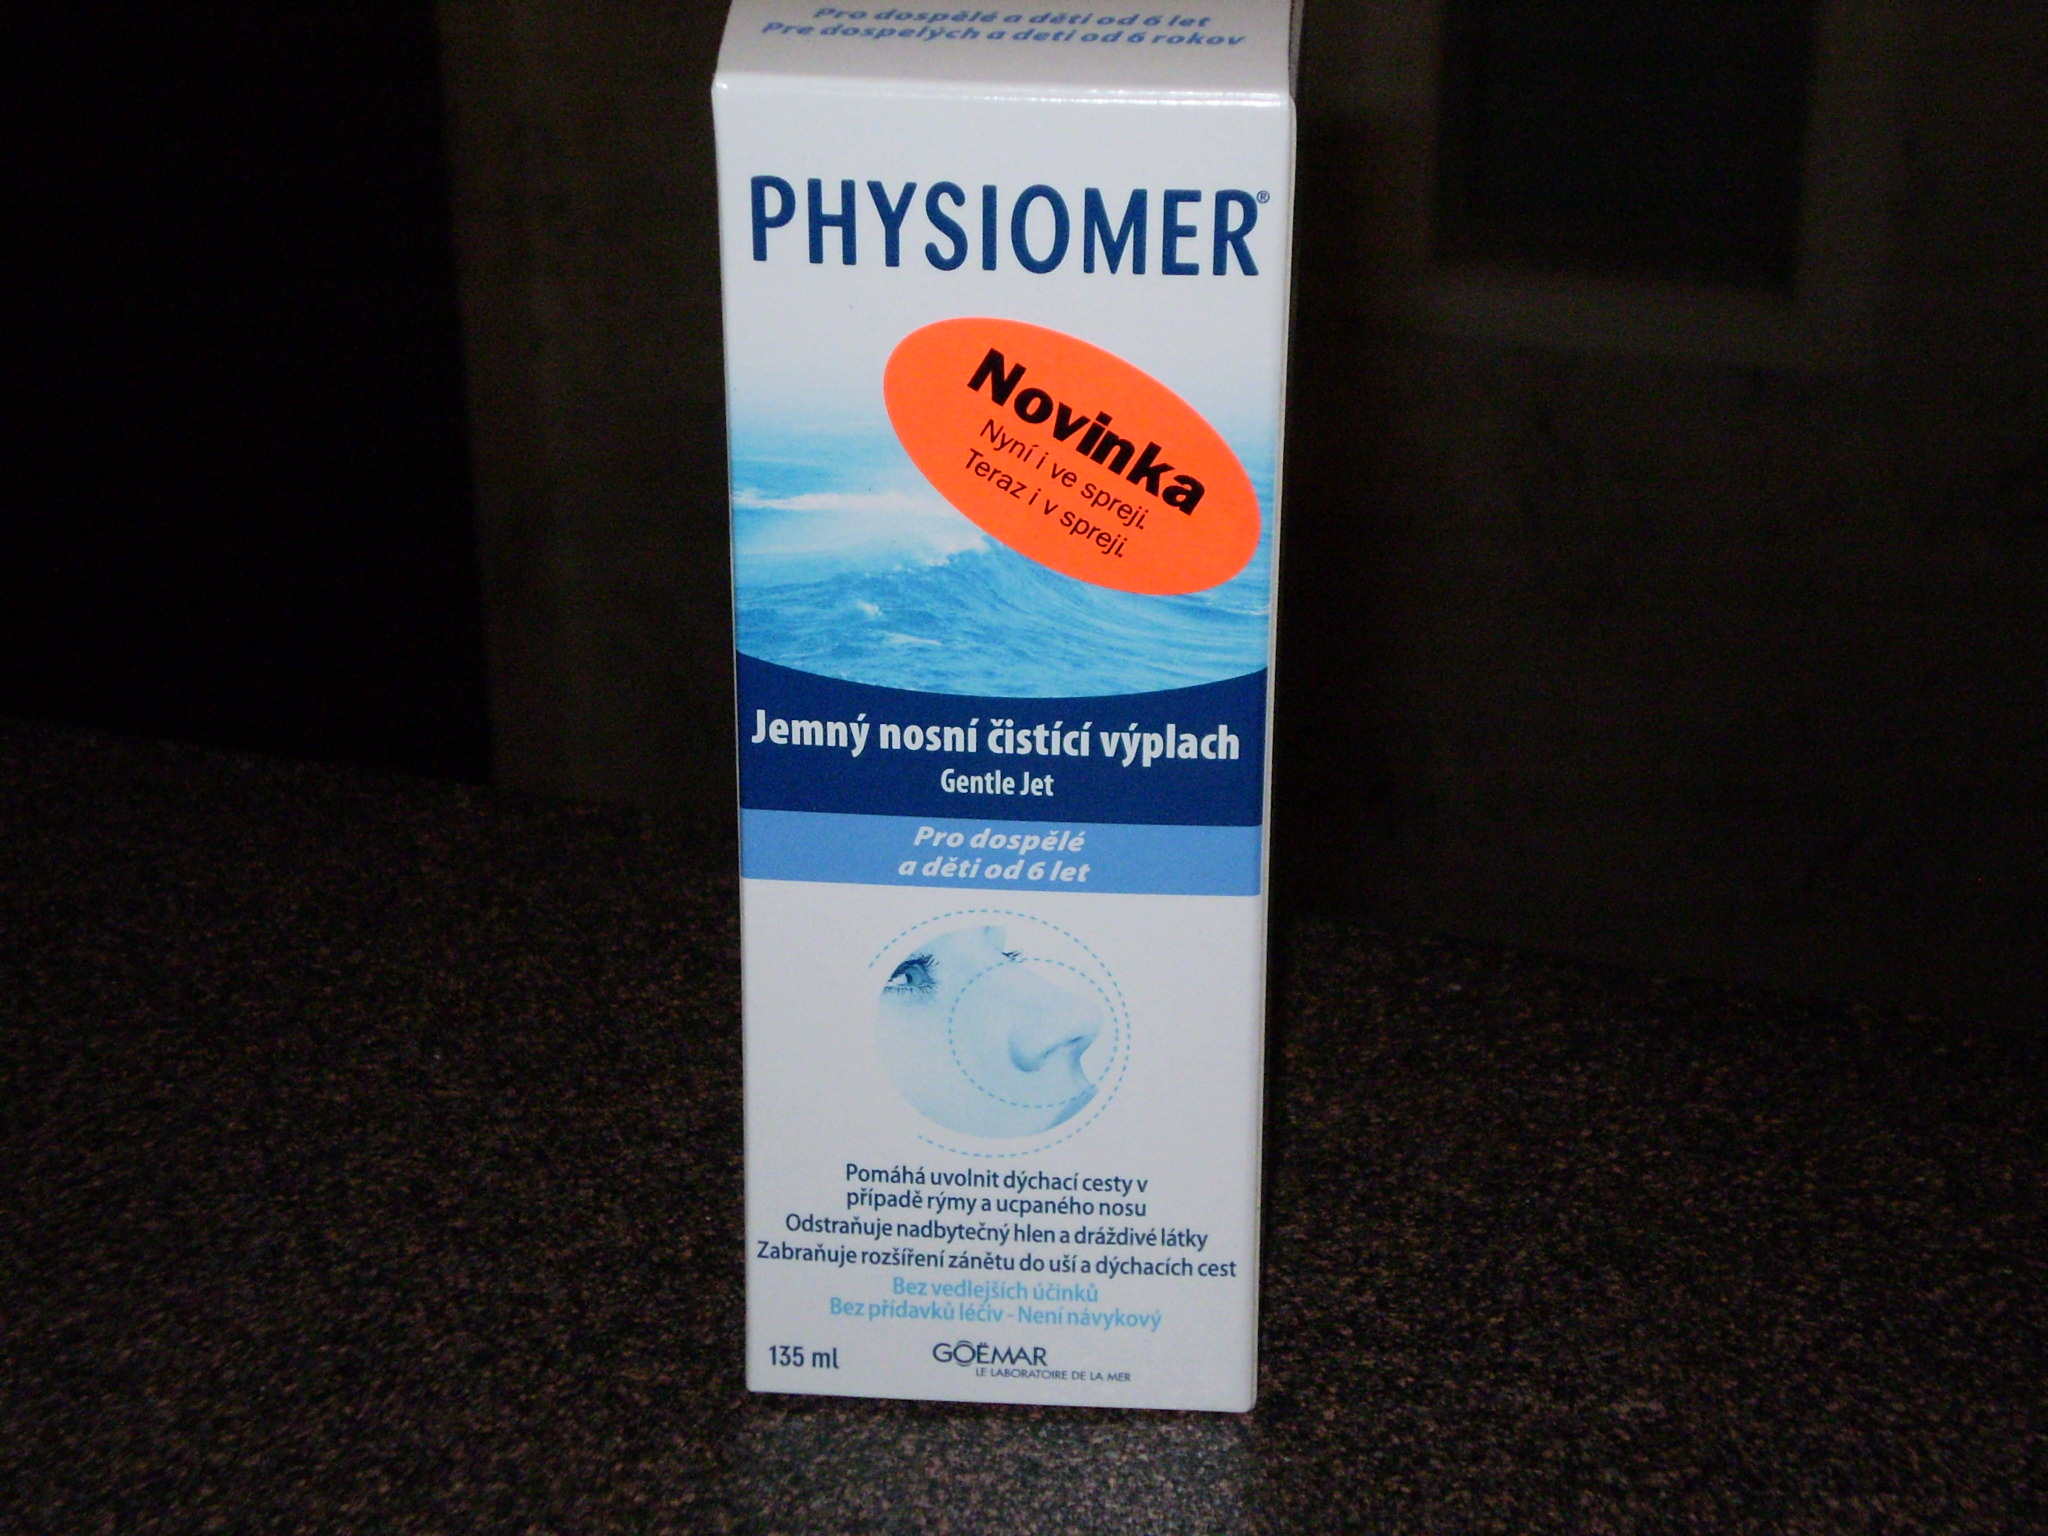 Pro dospělé a děti od 6 let
Pre dospelých a deti od 6 rokov
PHYSIOMER®
Novinka
Nyní i ve spreji.
Teraz i v spreji.
Jemný nosní čistící výplach
Gentle Jet
Pro dospělé
a děti od 6 let
Pomáhá uvolnit dýchací cesty v
případě rýmy a ucpaného nosu
Odstraňuje nadbytečný hlen a dráždivé látky
Zabraňuje rozšíření zánětu do uší a dýchacích cest
Bez vedlejších účinků
Bez přídavků léčiv - Není návykový
135 ml
GOËMAR
LE LABORATOIRE DE LA MER